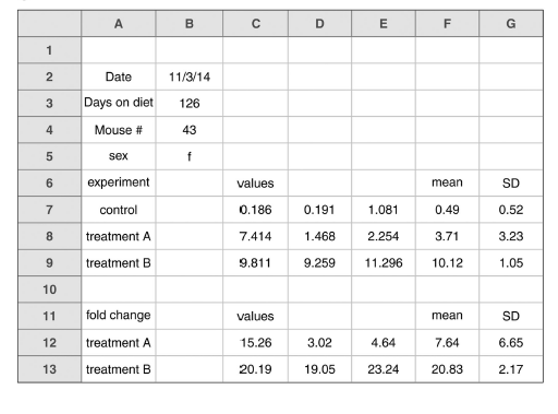 A B C D E F G
1
2 Date 11/3/14
3 Days on diet 126
4 Mouse # 43
5 sex f
6 experiment values mean SD
7 control 0.186 0.191 1.081 0.49 0.52
8 treatment A 7.414 1.468 2.254 3.71 3.23
9 treatment B 9.811 9.259 11.296 10.12 1.05
10
11 fold change values mean SD
12 treatment A 15.26 3.02 4.64 7.64 6.65
13 treatment B 20.19 19.05 23.24 20.83 2.17